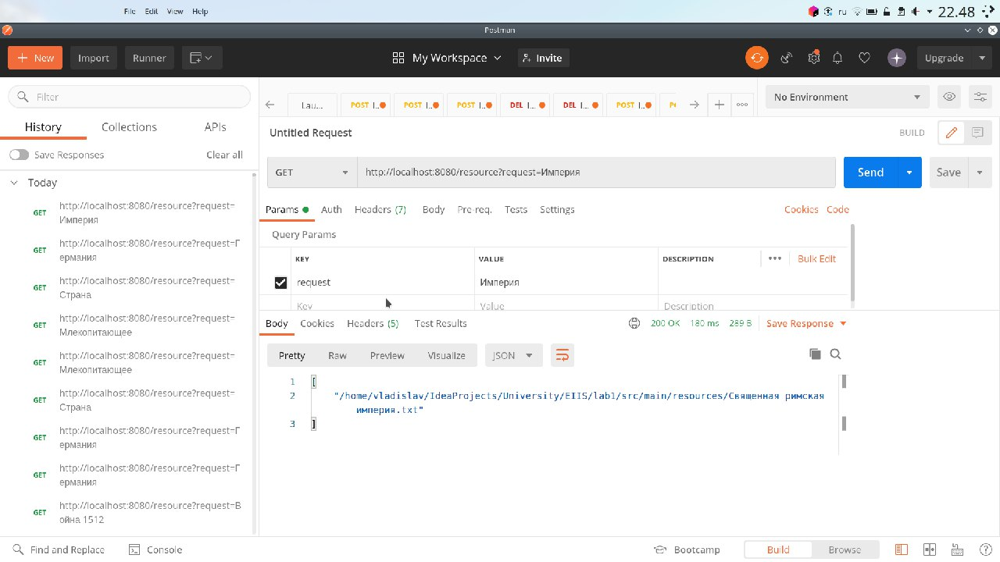 File Edit View Help
ru
22.48
Postman
New Import Runner My Workspace Invite Upgrade
Filter
History Collections APIs
Save Responses Clear all
Today
GET http://localhost:8080/resource?request=
Империя
GET http://localhost:8080/resource?request=Г
ермания
GET http://localhost:8080/resource?request=
Страна
GET http://localhost:8080/resource?request=
Млекопитающее
GET http://localhost:8080/resource?request=
Млекопитающее
GET http://localhost:8080/resource?request=
Страна
GET http://localhost:8080/resource?request=Г
ермания
GET http://localhost:8080/resource?request=Г
ермания
GET http://localhost:8080/resource?request=В
ойна 1512
Lau... POST I.. POST I.. POST I.. DEL I... DEL I... POST I..
No Environment
Untitled Request BUILD
GET http://localhost:8080/resource?request=Империя Send Save
Params Auth Headers (7) Body Pre-req. Tests Settings Cookies Code
Query Params
KEY VALUE DESCRIPTION Bulk Edit
request Империя
Key Value Description
Body Cookies Headers (5) Test Results 200 OK 180 ms 289 B Save Response
Pretty Raw Preview Visualize JSON
1 [
2 "/home/vladislav/IdeaProjects/University/EIIS/lab1/src/main/resources/Священная римская
империя.txt"
3 ]
Find and Replace Console Bootcamp Build Browse